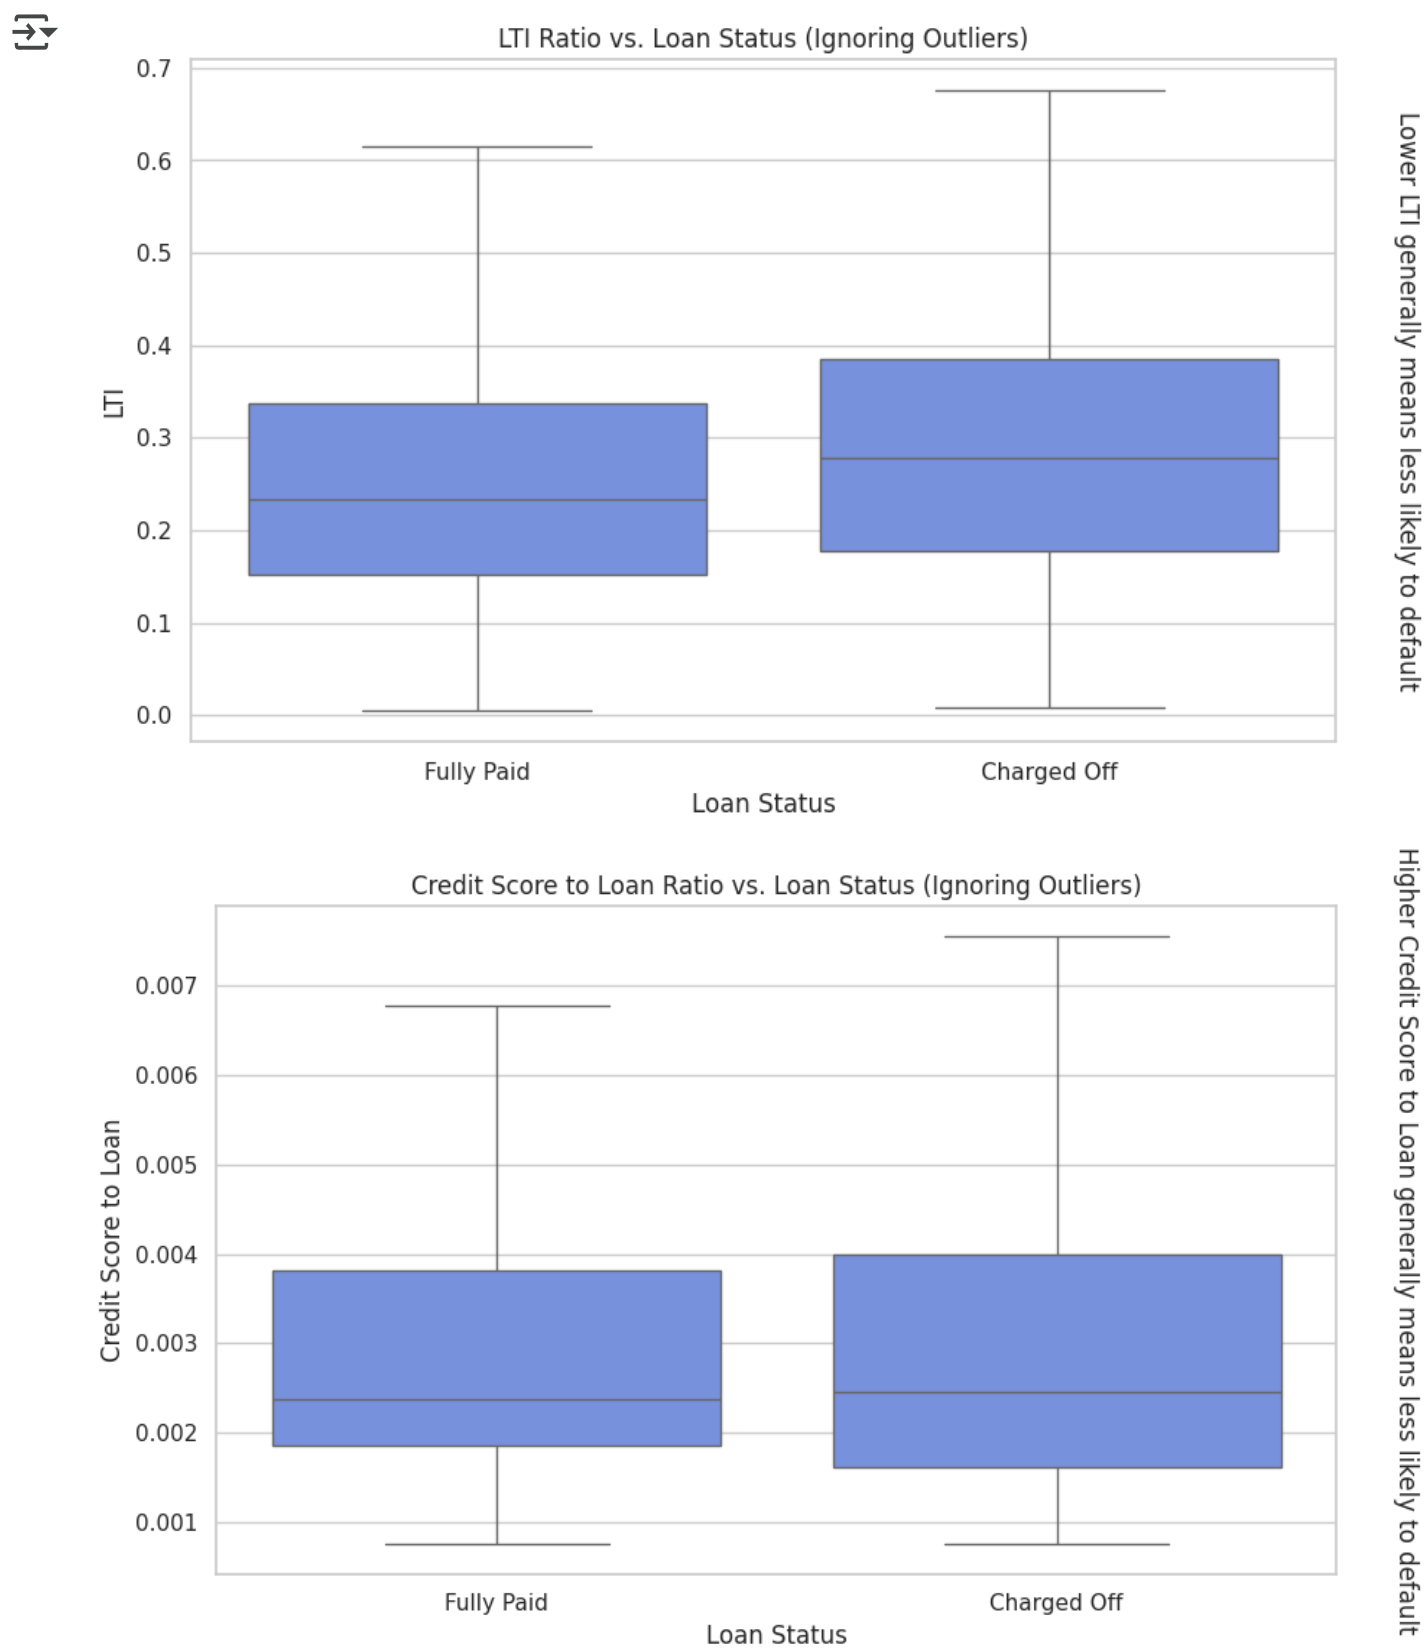 LTI Ratio vs. Loan Status (Ignoring Outliers)
0.7
0.6
0.5
0.4
0.3
0.2
0.1
0.0
LTI
Fully Paid
Charged Off
Loan Status
Lower LTI generally means less likely to default
Credit Score to Loan Ratio vs. Loan Status (Ignoring Outliers)
0.007
0.006
0.005
0.004
0.003
0.002
0.001
Credit Score to Loan
Fully Paid
Charged Off
Loan Status
Higher Credit Score to Loan generally means less likely to default